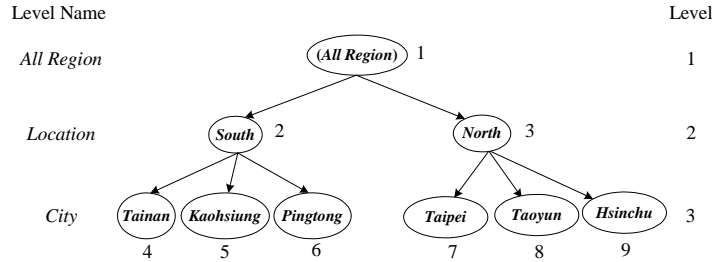 Level Name
Level
All Region
(All Region)
1
1
Location
South
2
North
3
2
City
Tainan
Kaohsiung
Pingtong
Taipei
Taoyun
Hsinchu
3
4
5
6
7
8
9